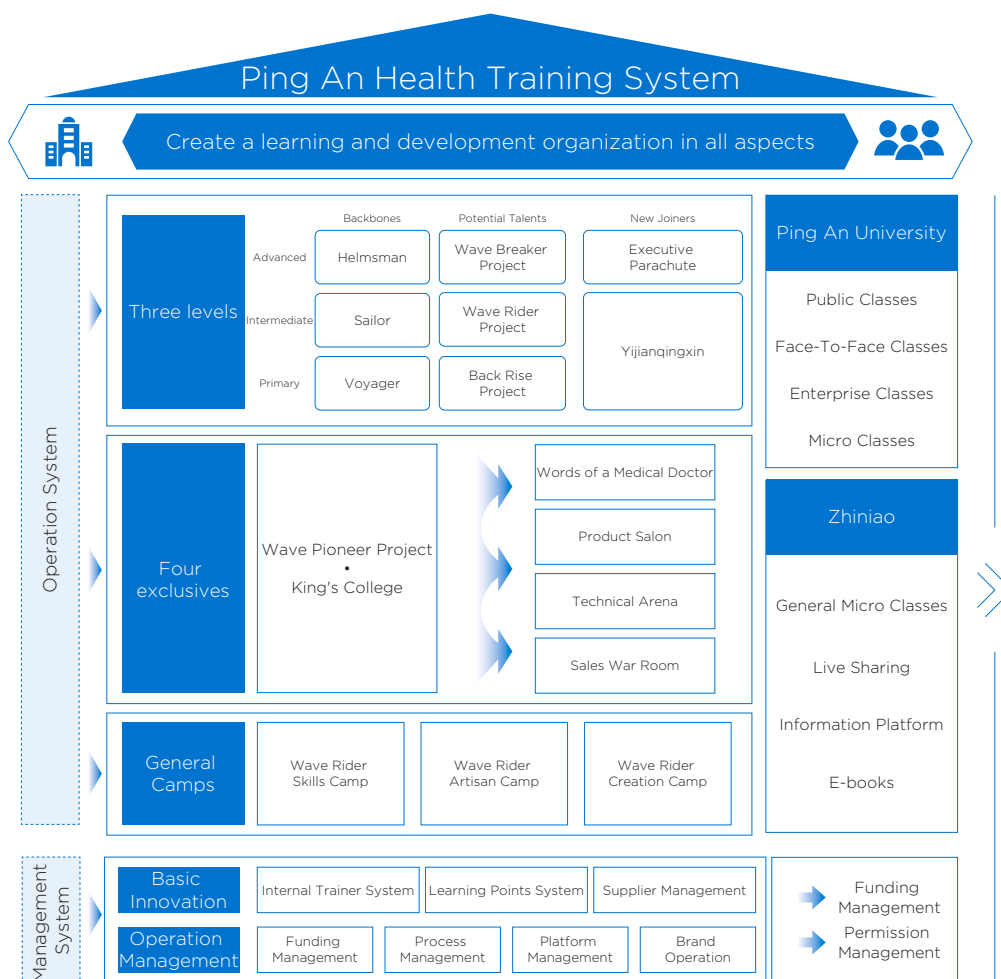 Ping An Health Training System
Create a learning and development organization in all aspects
Operation System
Three levels
Backbones
Potential Talents
New Joiners
Advanced
Helmsman
Wave Breaker
Project
Executive
Parachute
Intermediate
Sailor
Wave Rider
Project
Yijianqingxin
Primary
Voyager
Back Rise
Project
Four
exclusives
Wave Pioneer Project
•
King's College
Words of a Medical Doctor
Product Salon
Technical Arena
Sales War Room
General
Camps
Wave Rider
Skills Camp
Wave Rider
Artisan Camp
Wave Rider
Creation Camp
Ping An University
Public Classes
Face-To-Face Classes
Enterprise Classes
Micro Classes
Zhiniao
General Micro Classes
Live Sharing
Information Platform
E-books
Management
System
Basic
Innovation
Internal Trainer System
Learning Points System
Supplier Management
Operation
Management
Funding
Management
Process
Management
Platform
Management
Brand
Operation
Funding
Management
Permission
Management